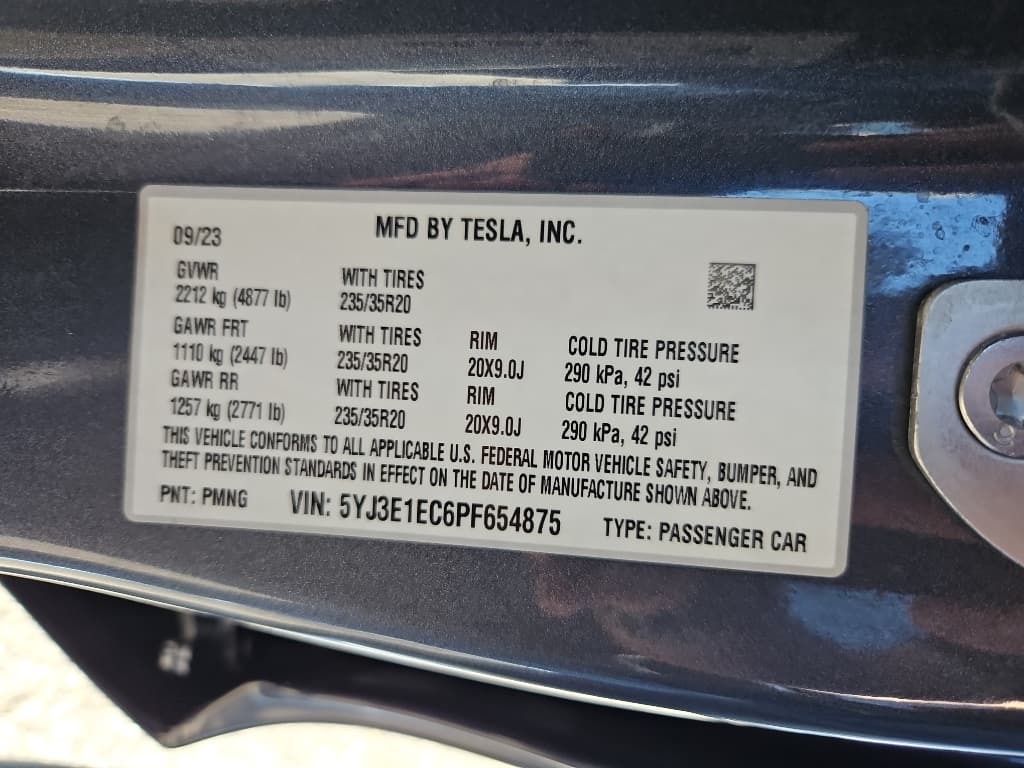 09/23 MFD BY TESLA, INC.
GVWR WITH TIRES
2212 kg (4877 lb) 235/35R20
GAWR FRT WITH TIRES RIM COLD TIRE PRESSURE
1110 kg (2447 lb) 235/35R20 20X9.0J 290 kPa, 42 psi
GAWR RR WITH TIRES RIM COLD TIRE PRESSURE
1257 kg (2771 lb) 235/35R20 20X9.0J 290 kPa, 42 psi
THIS VEHICLE CONFORMS TO ALL APPLICABLE U.S. FEDERAL MOTOR VEHICLE SAFETY, BUMPER, AND
THEFT PREVENTION STANDARDS IN EFFECT ON THE DATE OF MANUFACTURE SHOWN ABOVE.
PNT: PMNG VIN: 5YJ3E1EC6PF654875 TYPE: PASSENGER CAR